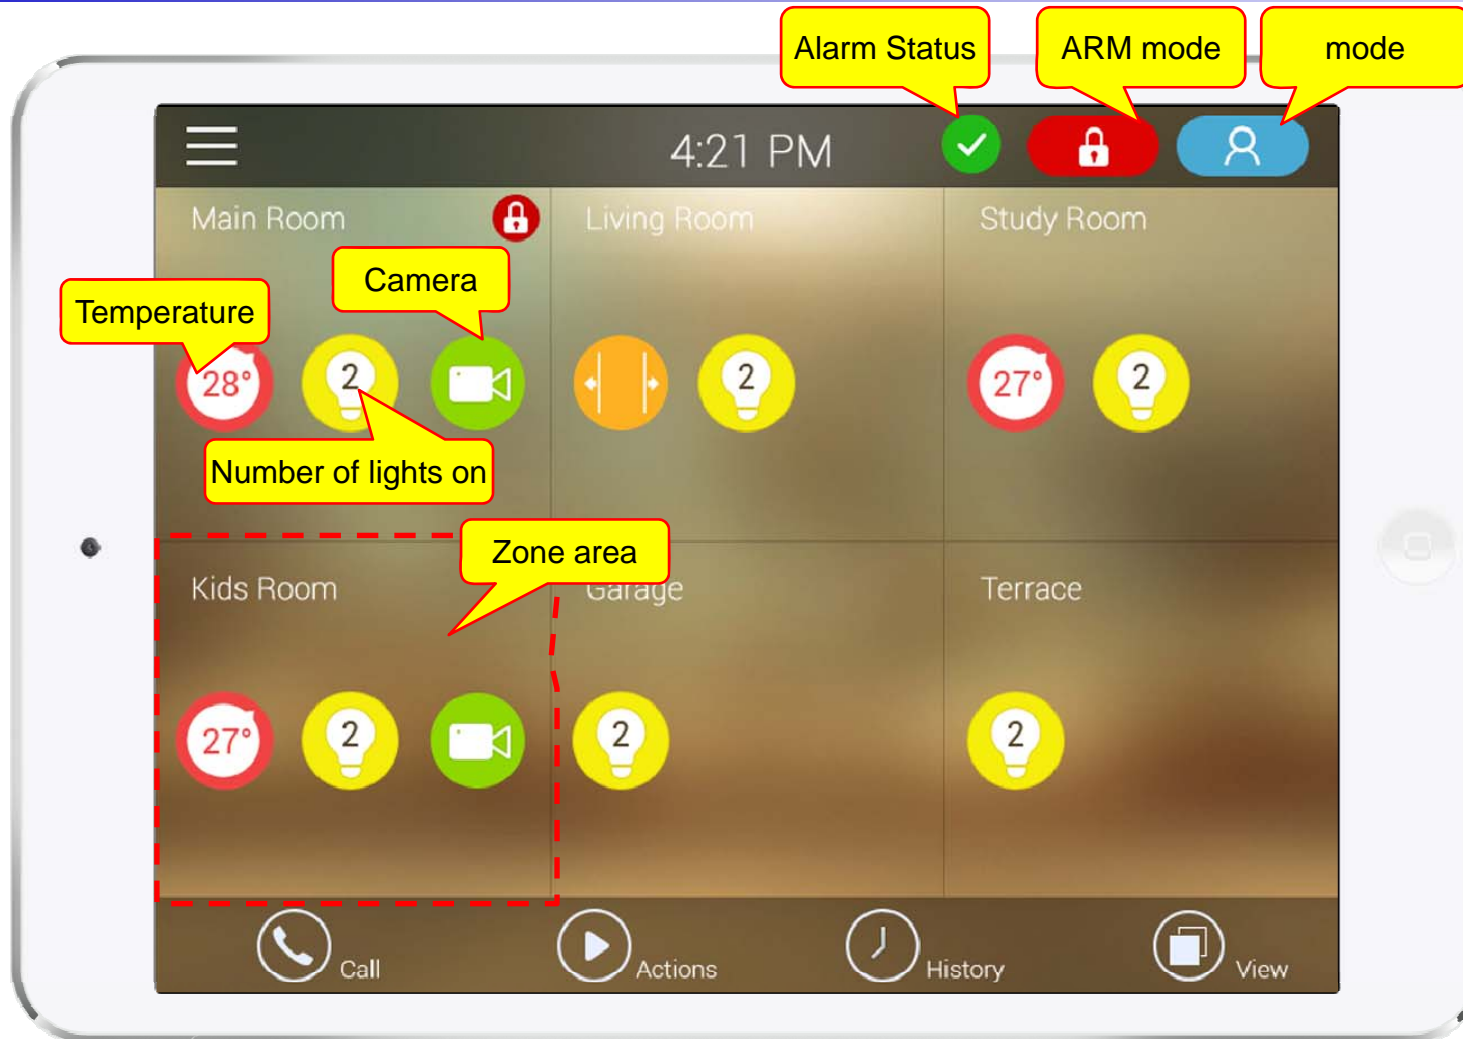 Alarm Status
ARM mode
mode
4:21 PM
Main Room
Living Room
Study Room
Camera
Temperature
28°
2
2
27°
2
Number of lights on
Zone area
Kids Room
Garage
Terrace
27°
2
2
2
Call
Actions
History
View